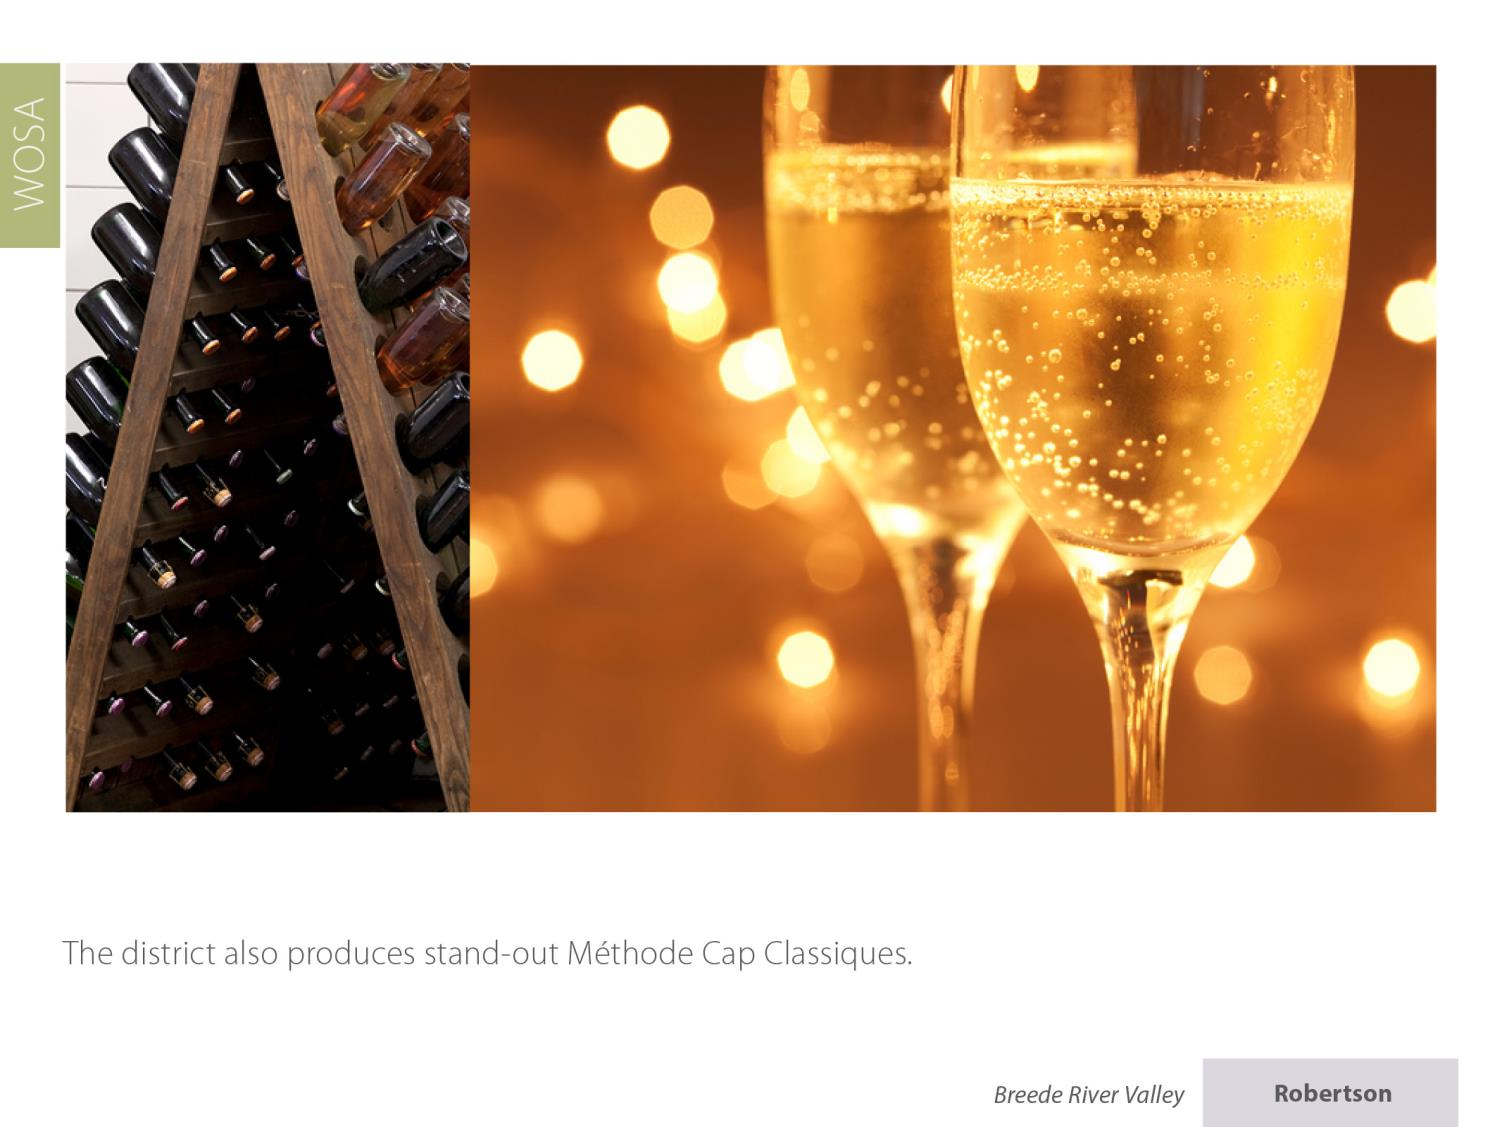 WOSA
The district also produces stand-out Méthode Cap Classiques.
Breede River Valley
Robertson